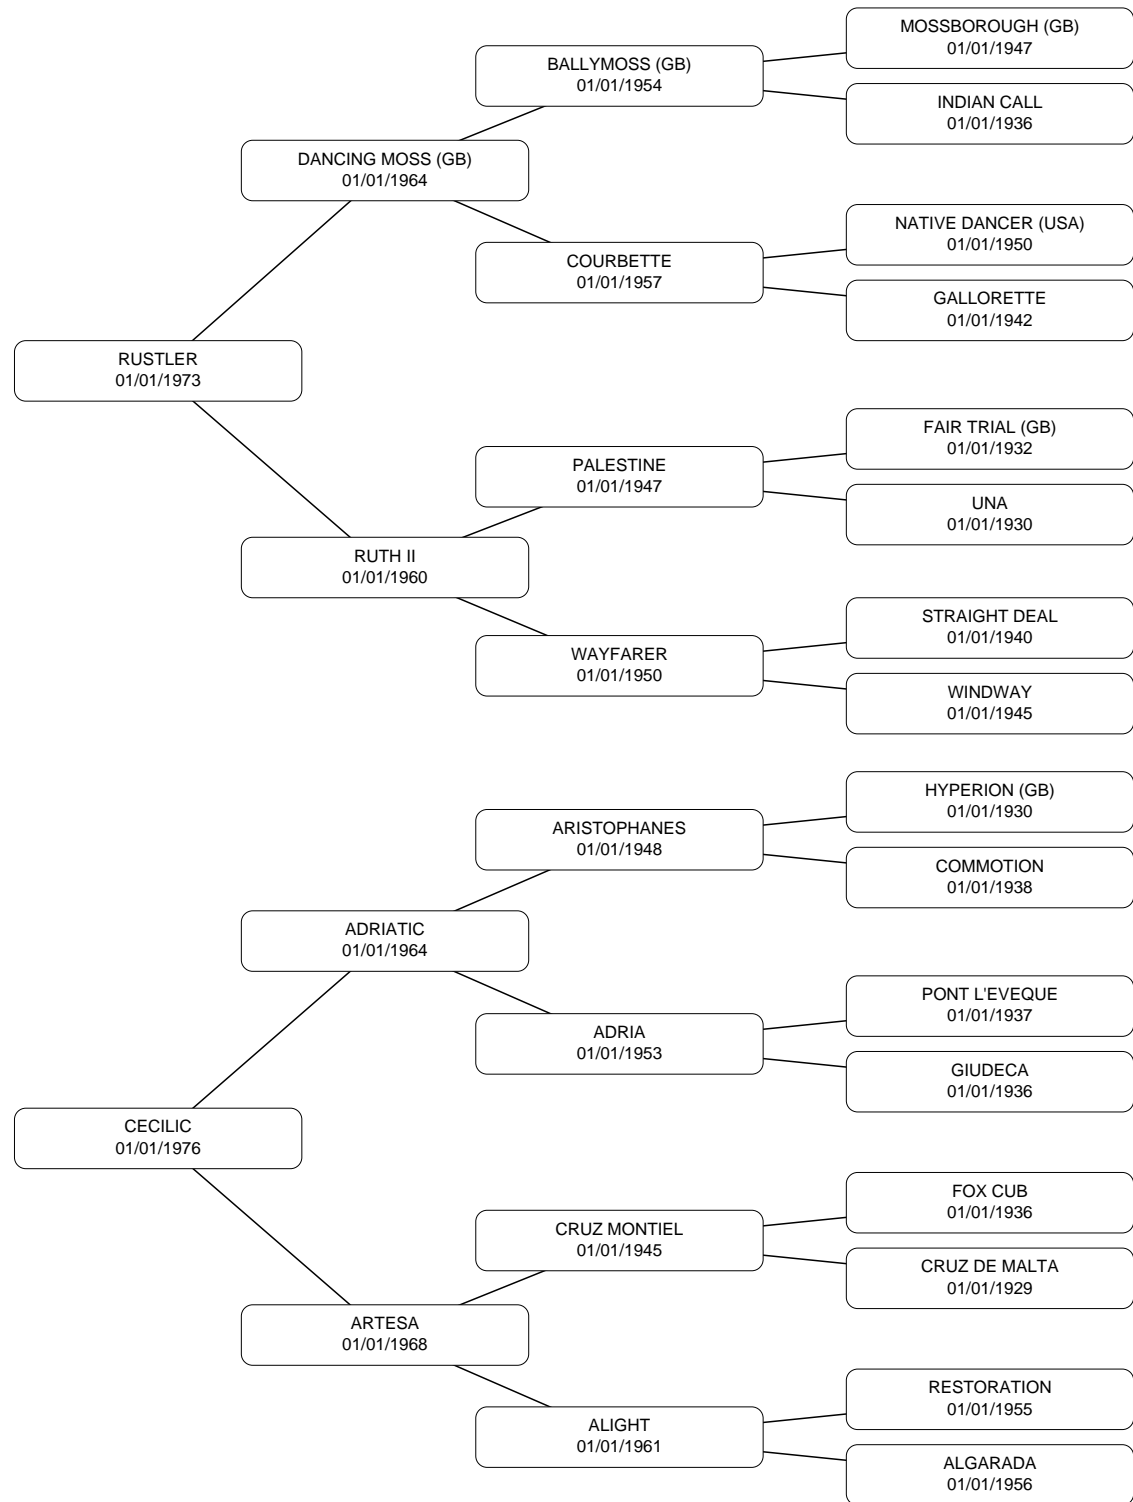 MOSSBOROUGH (GB)
01/01/1947
BALLYMOSS (GB)
01/01/1954
INDIAN CALL
01/01/1936
DANCING MOSS (GB)
01/01/1964
NATIVE DANCER (USA)
01/01/1950
COURBETTE
01/01/1957
GALLORETTE
01/01/1942
RUSTLER
01/01/1973
FAIR TRIAL (GB)
01/01/1932
PALESTINE
01/01/1947
UNA
01/01/1930
RUTH II
01/01/1960
STRAIGHT DEAL
01/01/1940
WAYFARER
01/01/1950
WINDWAY
01/01/1945
HYPERION (GB)
01/01/1930
ARISTOPHANES
01/01/1948
COMMOTION
01/01/1938
ADRIATIC
01/01/1964
PONT L'EVEQUE
01/01/1937
ADRIA
01/01/1953
GIUDECA
01/01/1936
CECILIC
01/01/1976
FOX CUB
01/01/1936
CRUZ MONTIEL
01/01/1945
CRUZ DE MALTA
01/01/1929
ARTESA
01/01/1968
RESTORATION
01/01/1955
ALIGHT
01/01/1961
ALGARADA
01/01/1956